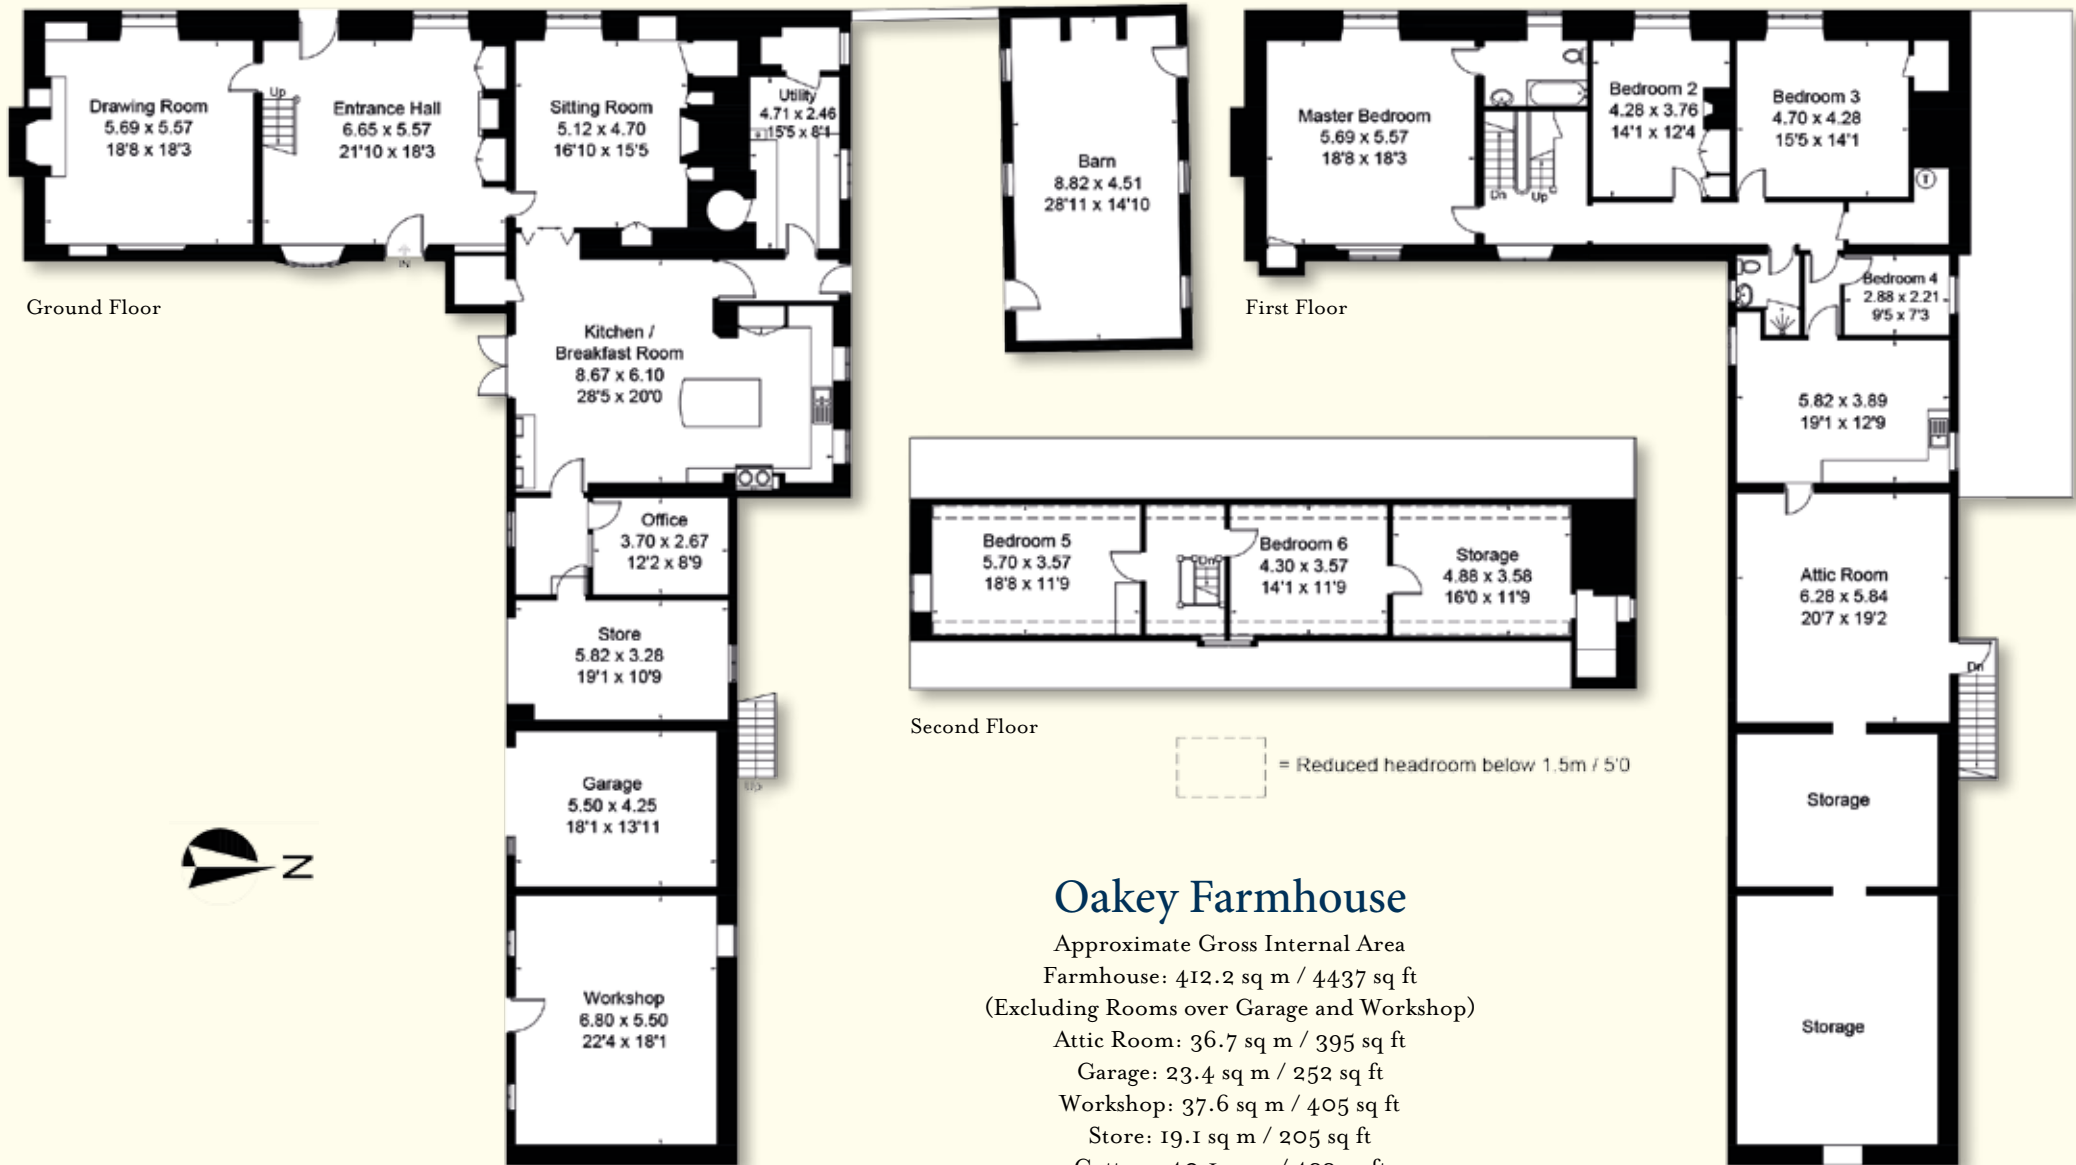 Drawing Room
5.69 x 5.57
18'8 x 18'3
Up
Entrance Hall
6.65 x 5.57
21'10 x 18'3
IN
Sitting Room
5.12 x 4.70
16'10 x 15'5
Utility
4.71 x 2.46
15'5 x 8'1
Kitchen /
Breakfast Room
8.67 x 6.10
28'5 x 20'0
Office
3.70 x 2.67
12'2 x 8'9
Store
5.82 x 3.28
19'1 x 10'9
Garage
5.50 x 4.25
18'1 x 13'11
Up
Workshop
6.80 x 5.50
22'4 x 18'1
Ground Floor
N
Barn
8.82 x 4.51
28'11 x 14'10
Master Bedroom
5.69 x 5.57
18'8 x 18'3
Dn
Up
Bedroom 2
4.28 x 3.76
14'1 x 12'4
Bedroom 3
4.70 x 4.28
15'5 x 14'1
T
First Floor
Bedroom 4
2.88 x 2.21
9'5 x 7'3
5.82 x 3.89
19'1 x 12'9
Attic Room
6.28 x 5.84
20'7 x 19'2
Dn
Storage
Storage
Bedroom 5
5.70 x 3.57
18'8 x 11'9
Dn
Bedroom 6
4.30 x 3.57
14'1 x 11'9
Storage
4.88 x 3.58
16'0 x 11'9
Second Floor
= Reduced headroom below 1.5m / 5'0
Oakey Farmhouse
Approximate Gross Internal Area
Farmhouse: 412.2 sq m / 4437 sq ft
(Excluding Rooms over Garage and Workshop)
Attic Room: 36.7 sq m / 395 sq ft
Garage: 23.4 sq m / 252 sq ft
Workshop: 37.6 sq m / 405 sq ft
Store: 19.1 sq m / 205 sq ft